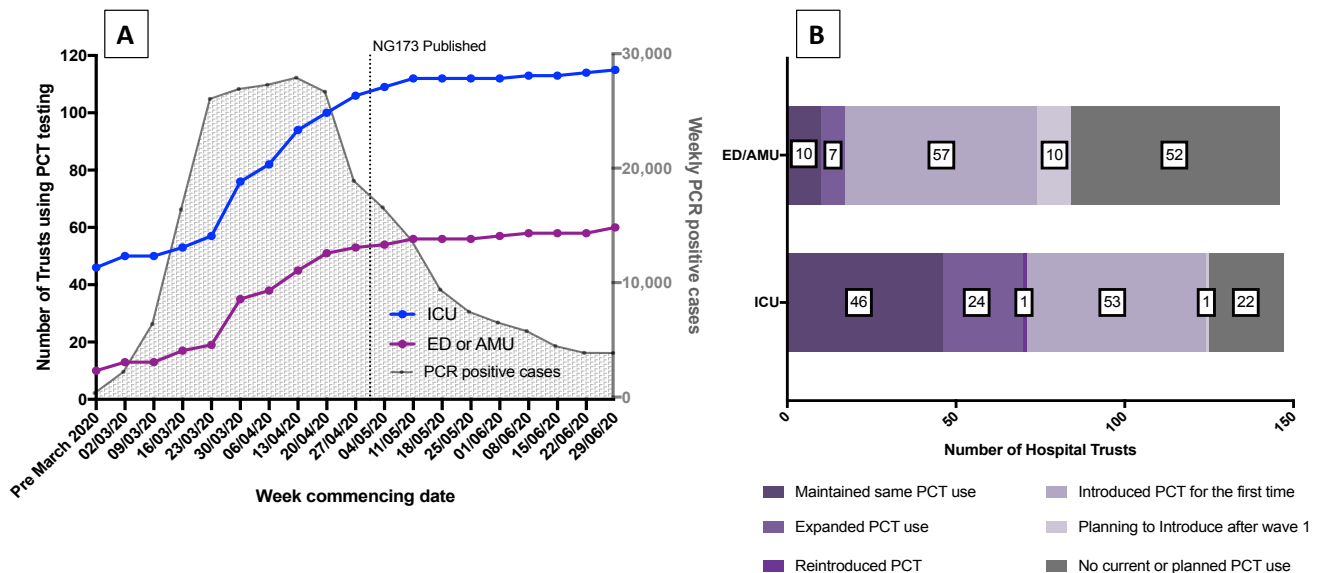 A
NG173 Published
Number of Trusts using PCT testing
120
100
80
60
40
20
0
30,000
20,000
10,000
0
Weekly PCR positive cases
ICU
ED or AMU
PCR positive cases
Pre March 2020
02/03/20
09/03/20
16/03/20
23/03/20
30/03/20
06/04/20
13/04/20
20/04/20
27/04/20
04/05/20
11/05/20
18/05/20
25/05/20
01/06/20
08/06/20
15/06/20
22/06/20
29/06/20
Week commencing date
B
ED/AMU
10 7 57 10 52
ICU
46 24 1 53 1 22
0 50 100 150
Number of Hospital Trusts
Maintained same PCT use
Expanded PCT use
Reintroduced PCT
Introduced PCT for the first time
Planning to Introduce after wave 1
No current or planned PCT use